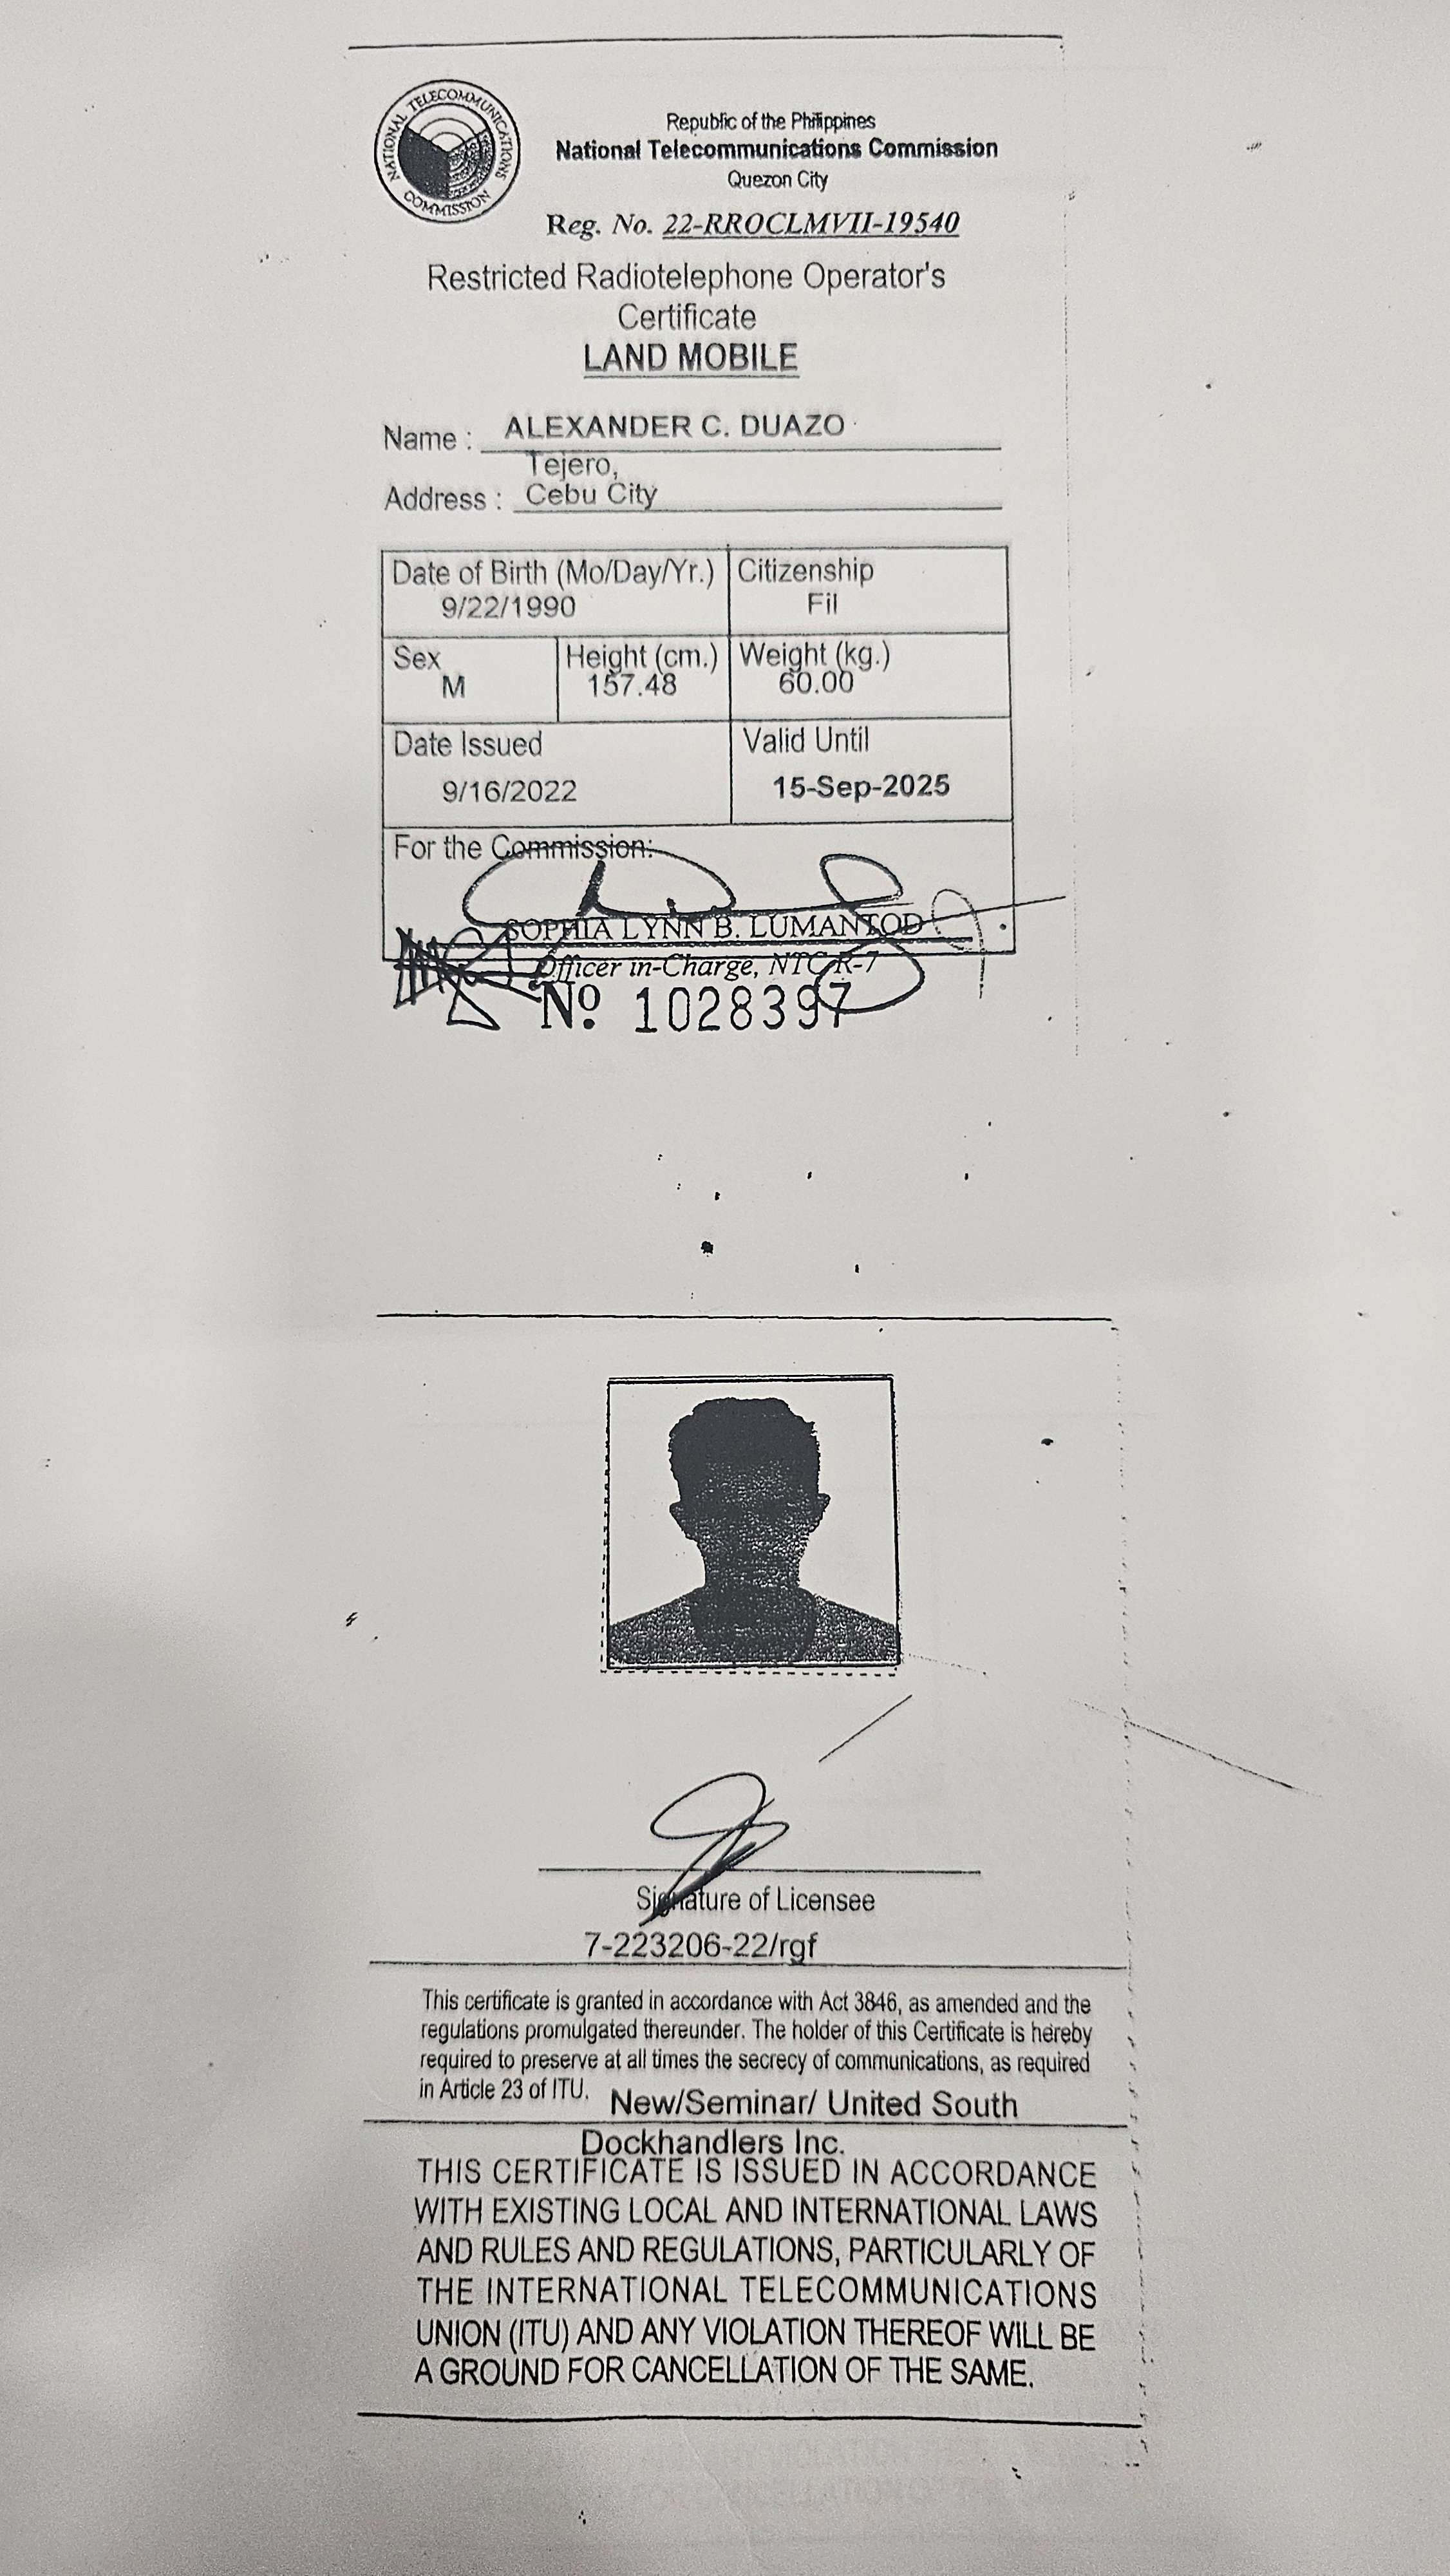 NATIONAL TELECOMMUNICATIONS COMMISSION
Republic of the Philippines
National Telecommunications Commission
Quezon City
Reg. No. 22-RROCLMVII-19540
Restricted Radiotelephone Operator's
Certificate
LAND MOBILE
Name : ALEXANDER C. DUAZO
Tejero,
Address : Cebu City
Date of Birth (Mo/Day/Yr.) Citizenship
9/22/1990 Fil
Sex Height (cm.) Weight (kg.)
M 157.48 60.00
Date Issued Valid Until
9/16/2022 15-Sep-2025
For the Commission:
SOPHIA LYNN B. LUMANTOD
Officer in-Charge, NTC R-7
Nº 1028397
Signature of Licensee
7-223206-22/rgf
This certificate is granted in accordance with Act 3846, as amended and the
regulations promulgated thereunder. The holder of this Certificate is hereby
required to preserve at all times the secrecy of communications, as required
in Article 23 of ITU. New/Seminar/ United South
Dockhandlers Inc.
THIS CERTIFICATE IS ISSUED IN ACCORDANCE
WITH EXISTING LOCAL AND INTERNATIONAL LAWS
AND RULES AND REGULATIONS, PARTICULARLY OF
THE INTERNATIONAL TELECOMMUNICATIONS
UNION (ITU) AND ANY VIOLATION THEREOF WILL BE
A GROUND FOR CANCELLATION OF THE SAME.